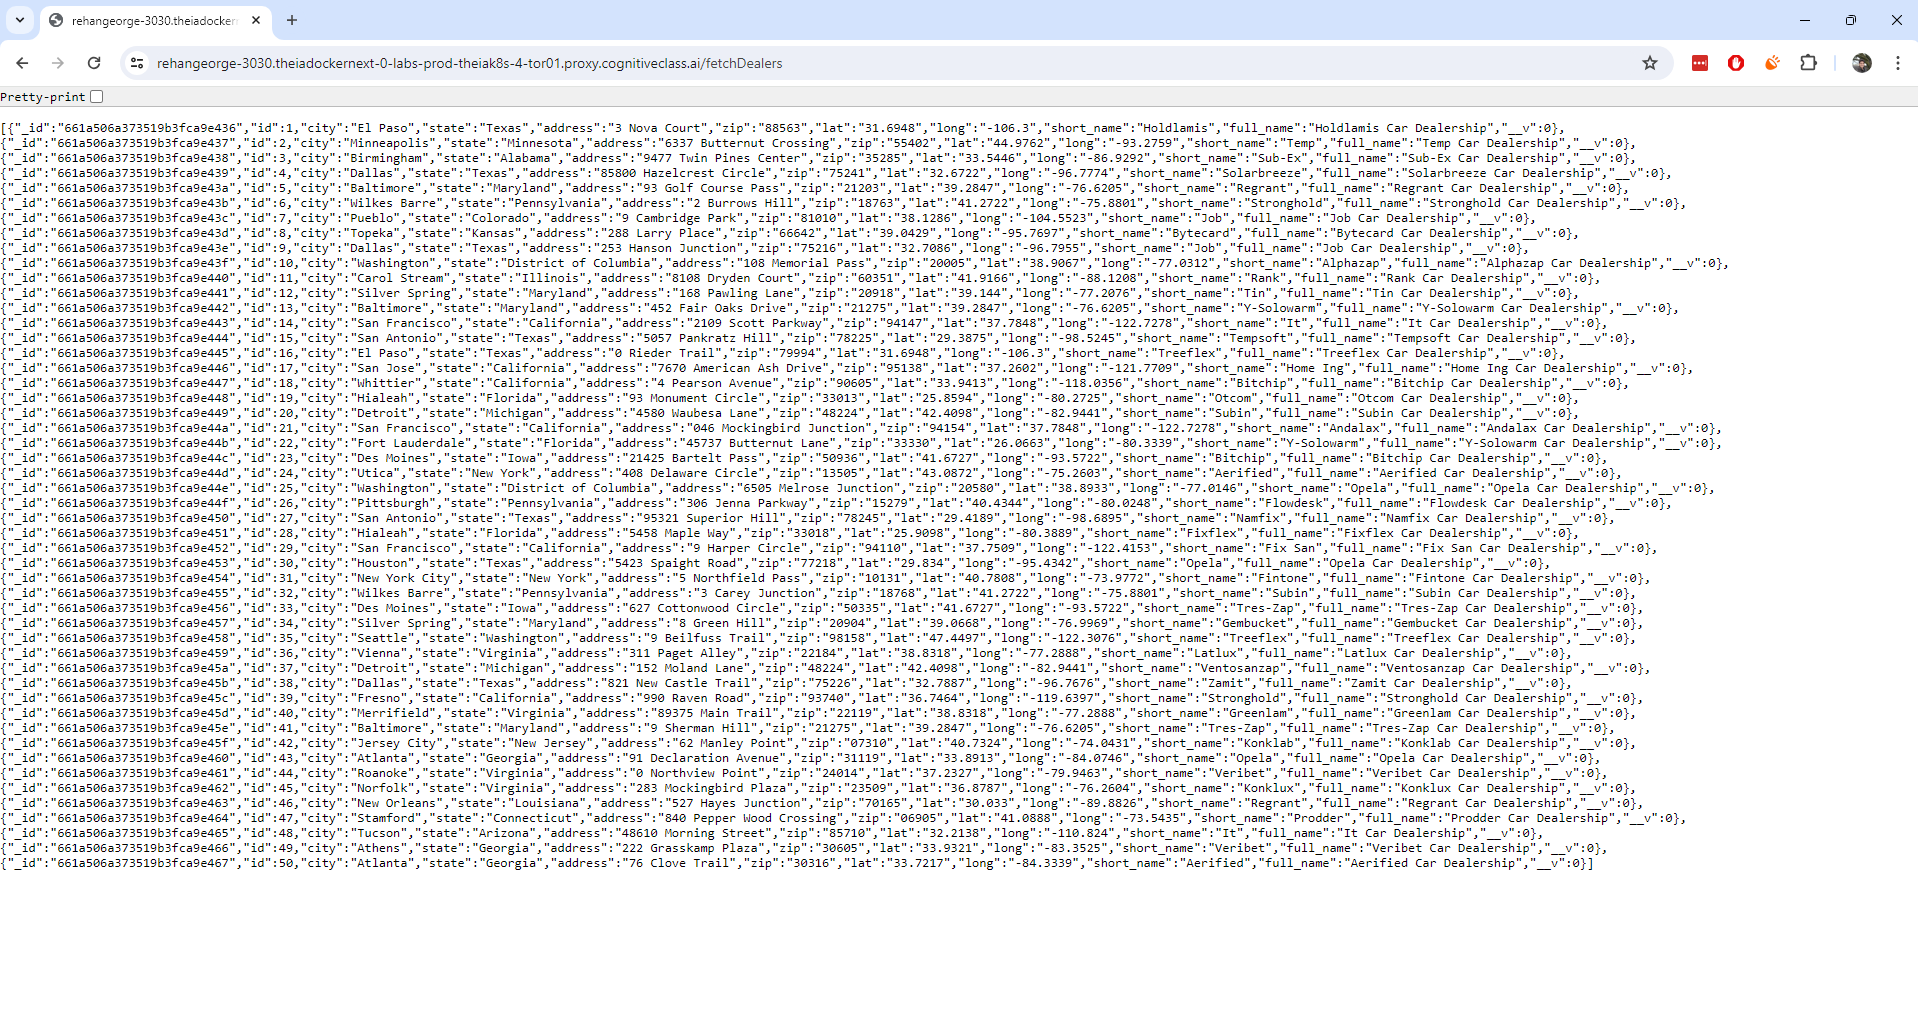 rehangeorge-3030.theiadocker
rehangeorge-3030.theiadockernext-0-labs-prod-theiak8s-4-tor01.proxy.cognitiveclass.ai/fetchDealers
Pretty-print
[{"_id":"661a506a373519b3fca9e436","id":1,"city":"El Paso","state":"Texas","address":"3 Nova Court","zip":"88563","lat":"31.6948","long":"-106.3","short_name":"Holdlamis","full_name":"Holdlamis Car Dealership","__v":0},
{"_id":"661a506a373519b3fca9e437","id":2,"city":"Minneapolis","state":"Minnesota","address":"6337 Butternut Crossing","zip":"55402","lat":"44.9762","long":"-93.2759","short_name":"Temp","full_name":"Temp Car Dealership","__v":0},
{"_id":"661a506a373519b3fca9e438","id":3,"city":"Birmingham","state":"Alabama","address":"9477 Twin Pines Center","zip":"35285","lat":"33.5446","long":"-86.9292","short_name":"Sub-Ex","full_name":"Sub-Ex Car Dealership","__v":0},
{"_id":"661a506a373519b3fca9e439","id":4,"city":"Dallas","state":"Texas","address":"85800 Hazelcrest Circle","zip":"75241","lat":"32.6722","long":"-96.7774","short_name":"Solarbreeze","full_name":"Solarbreeze Car Dealership","__v":0},
{"_id":"661a506a373519b3fca9e43a","id":5,"city":"Baltimore","state":"Maryland","address":"93 Golf Course Pass","zip":"21203","lat":"39.2847","long":"-76.6205","short_name":"Regrant","full_name":"Regrant Car Dealership","__v":0},
{"_id":"661a506a373519b3fca9e43b","id":6,"city":"Wilkes Barre","state":"Pennsylvania","address":"2 Burrows Hill","zip":"18763","lat":"41.2722","long":"-75.8801","short_name":"Stronghold","full_name":"Stronghold Car Dealership","__v":0},
{"_id":"661a506a373519b3fca9e43c","id":7,"city":"Pueblo","state":"Colorado","address":"9 Cambridge Park","zip":"81010","lat":"38.1286","long":"-104.5523","short_name":"Job","full_name":"Job Car Dealership","__v":0},
{"_id":"661a506a373519b3fca9e43d","id":8,"city":"Topeka","state":"Kansas","address":"288 Larry Place","zip":"66642","lat":"39.0429","long":"-95.7697","short_name":"Bytecard","full_name":"Bytecard Car Dealership","__v":0},
{"_id":"661a506a373519b3fca9e43e","id":9,"city":"Dallas","state":"Texas","address":"253 Hanson Junction","zip":"75216","lat":"32.7086","long":"-96.7955","short_name":"Job","full_name":"Job Car Dealership","__v":0},
{"_id":"661a506a373519b3fca9e43f","id":10,"city":"Washington","state":"District of Columbia","address":"108 Memorial Pass","zip":"20005","lat":"38.9067","long":"-77.0312","short_name":"Alphazap","full_name":"Alphazap Car Dealership","__v":0},
{"_id":"661a506a373519b3fca9e440","id":11,"city":"Carol Stream","state":"Illinois","address":"8108 Dryden Court","zip":"60351","lat":"41.9166","long":"-88.1208","short_name":"Rank","full_name":"Rank Car Dealership","__v":0},
{"_id":"661a506a373519b3fca9e441","id":12,"city":"Silver Spring","state":"Maryland","address":"168 Pawling Lane","zip":"20918","lat":"39.144","long":"-77.2076","short_name":"Tin","full_name":"Tin Car Dealership","__v":0},
{"_id":"661a506a373519b3fca9e442","id":13,"city":"Baltimore","state":"Maryland","address":"452 Fair Oaks Drive","zip":"21275","lat":"39.2847","long":"-76.6205","short_name":"Y-Solowarm","full_name":"Y-Solowarm Car Dealership","__v":0},
{"_id":"661a506a373519b3fca9e443","id":14,"city":"San Francisco","state":"California","address":"2109 Scott Parkway","zip":"94147","lat":"37.7848","long":"-122.7278","short_name":"It","full_name":"It Car Dealership","__v":0},
{"_id":"661a506a373519b3fca9e444","id":15,"city":"San Antonio","state":"Texas","address":"5057 Pankratz Hill","zip":"78225","lat":"29.3875","long":"-98.5245","short_name":"Tempsoft","full_name":"Tempsoft Car Dealership","__v":0},
{"_id":"661a506a373519b3fca9e445","id":16,"city":"El Paso","state":"Texas","address":"0 Rieder Trail","zip":"79994","lat":"31.6948","long":"-106.3","short_name":"Treeflex","full_name":"Treeflex Car Dealership","__v":0},
{"_id":"661a506a373519b3fca9e446","id":17,"city":"San Jose","state":"California","address":"7670 American Ash Drive","zip":"95138","lat":"37.2602","long":"-121.7709","short_name":"Home Ing","full_name":"Home Ing Car Dealership","__v":0},
{"_id":"661a506a373519b3fca9e447","id":18,"city":"Whittier","state":"California","address":"4 Pearson Avenue","zip":"90605","lat":"33.9413","long":"-118.0356","short_name":"Bitchip","full_name":"Bitchip Car Dealership","__v":0},
{"_id":"661a506a373519b3fca9e448","id":19,"city":"Hialeah","state":"Florida","address":"93 Monument Circle","zip":"33013","lat":"25.8594","long":"-80.2725","short_name":"Otcom","full_name":"Otcom Car Dealership","__v":0},
{"_id":"661a506a373519b3fca9e449","id":20,"city":"Detroit","state":"Michigan","address":"4580 Waubesa Lane","zip":"48224","lat":"42.4098","long":"-82.9441","short_name":"Subin","full_name":"Subin Car Dealership","__v":0},
{"_id":"661a506a373519b3fca9e44a","id":21,"city":"San Francisco","state":"California","address":"046 Mockingbird Junction","zip":"94154","lat":"37.7848","long":"-122.7278","short_name":"Andalax","full_name":"Andalax Car Dealership","__v":0},
{"_id":"661a506a373519b3fca9e44b","id":22,"city":"Fort Lauderdale","state":"Florida","address":"45737 Butternut Lane","zip":"33330","lat":"26.0663","long":"-80.3339","short_name":"Y-Solowarm","full_name":"Y-Solowarm Car Dealership","__v":0},
{"_id":"661a506a373519b3fca9e44c","id":23,"city":"Des Moines","state":"Iowa","address":"21425 Bartelt Pass","zip":"50936","lat":"41.6727","long":"-93.5722","short_name":"Bitchip","full_name":"Bitchip Car Dealership","__v":0},
{"_id":"661a506a373519b3fca9e44d","id":24,"city":"Utica","state":"New York","address":"408 Delaware Circle","zip":"13505","lat":"43.0872","long":"-75.2603","short_name":"Aerified","full_name":"Aerified Car Dealership","__v":0},
{"_id":"661a506a373519b3fca9e44e","id":25,"city":"Washington","state":"District of Columbia","address":"6505 Melrose Junction","zip":"20580","lat":"38.8933","long":"-77.0146","short_name":"Opela","full_name":"Opela Car Dealership","__v":0},
{"_id":"661a506a373519b3fca9e44f","id":26,"city":"Pittsburgh","state":"Pennsylvania","address":"306 Jenna Parkway","zip":"15279","lat":"40.4344","long":"-80.0248","short_name":"Flowdesk","full_name":"Flowdesk Car Dealership","__v":0},
{"_id":"661a506a373519b3fca9e450","id":27,"city":"San Antonio","state":"Texas","address":"95321 Superior Hill","zip":"78245","lat":"29.4189","long":"-98.6895","short_name":"Namfix","full_name":"Namfix Car Dealership","__v":0},
{"_id":"661a506a373519b3fca9e451","id":28,"city":"Hialeah","state":"Florida","address":"5458 Maple Way","zip":"33018","lat":"25.9098","long":"-80.3889","short_name":"Fixflex","full_name":"Fixflex Car Dealership","__v":0},
{"_id":"661a506a373519b3fca9e452","id":29,"city":"San Francisco","state":"California","address":"9 Harper Circle","zip":"94110","lat":"37.7509","long":"-122.4153","short_name":"Fix San","full_name":"Fix San Car Dealership","__v":0},
{"_id":"661a506a373519b3fca9e453","id":30,"city":"Houston","state":"Texas","address":"5423 Spaight Road","zip":"77218","lat":"29.834","long":"-95.4342","short_name":"Opela","full_name":"Opela Car Dealership","__v":0},
{"_id":"661a506a373519b3fca9e454","id":31,"city":"New York City","state":"New York","address":"5 Northfield Pass","zip":"10131","lat":"40.7808","long":"-73.9772","short_name":"Fintone","full_name":"Fintone Car Dealership","__v":0},
{"_id":"661a506a373519b3fca9e455","id":32,"city":"Wilkes Barre","state":"Pennsylvania","address":"3 Carey Junction","zip":"18768","lat":"41.2722","long":"-75.8801","short_name":"Subin","full_name":"Subin Car Dealership","__v":0},
{"_id":"661a506a373519b3fca9e456","id":33,"city":"Des Moines","state":"Iowa","address":"627 Cottonwood Circle","zip":"50335","lat":"41.6727","long":"-93.5722","short_name":"Tres-Zap","full_name":"Tres-Zap Car Dealership","__v":0},
{"_id":"661a506a373519b3fca9e457","id":34,"city":"Silver Spring","state":"Maryland","address":"8 Green Hill","zip":"20904","lat":"39.0668","long":"-76.9969","short_name":"Gembucket","full_name":"Gembucket Car Dealership","__v":0},
{"_id":"661a506a373519b3fca9e458","id":35,"city":"Seattle","state":"Washington","address":"9 Beilfuss Trail","zip":"98158","lat":"47.4497","long":"-122.3076","short_name":"Treeflex","full_name":"Treeflex Car Dealership","__v":0},
{"_id":"661a506a373519b3fca9e459","id":36,"city":"Vienna","state":"Virginia","address":"311 Paget Alley","zip":"22184","lat":"38.8318","long":"-77.2888","short_name":"Latlux","full_name":"Latlux Car Dealership","__v":0},
{"_id":"661a506a373519b3fca9e45a","id":37,"city":"Detroit","state":"Michigan","address":"152 Moland Lane","zip":"48224","lat":"42.4098","long":"-82.9441","short_name":"Ventosanzap","full_name":"Ventosanzap Car Dealership","__v":0},
{"_id":"661a506a373519b3fca9e45b","id":38,"city":"Dallas","state":"Texas","address":"821 New Castle Trail","zip":"75226","lat":"32.7887","long":"-96.7676","short_name":"Zamit","full_name":"Zamit Car Dealership","__v":0},
{"_id":"661a506a373519b3fca9e45c","id":39,"city":"Fresno","state":"California","address":"990 Raven Road","zip":"93740","lat":"36.7464","long":"-119.6397","short_name":"Stronghold","full_name":"Stronghold Car Dealership","__v":0},
{"_id":"661a506a373519b3fca9e45d","id":40,"city":"Merrifield","state":"Virginia","address":"89375 Main Trail","zip":"22119","lat":"38.8318","long":"-77.2888","short_name":"Greenlam","full_name":"Greenlam Car Dealership","__v":0},
{"_id":"661a506a373519b3fca9e45e","id":41,"city":"Baltimore","state":"Maryland","address":"9 Sherman Hill","zip":"21275","lat":"39.2847","long":"-76.6205","short_name":"Tres-Zap","full_name":"Tres-Zap Car Dealership","__v":0},
{"_id":"661a506a373519b3fca9e45f","id":42,"city":"Jersey City","state":"New Jersey","address":"62 Manley Point","zip":"07310","lat":"40.7324","long":"-74.0431","short_name":"Konklab","full_name":"Konklab Car Dealership","__v":0},
{"_id":"661a506a373519b3fca9e460","id":43,"city":"Atlanta","state":"Georgia","address":"91 Declaration Avenue","zip":"31119","lat":"33.8913","long":"-84.0746","short_name":"Opela","full_name":"Opela Car Dealership","__v":0},
{"_id":"661a506a373519b3fca9e461","id":44,"city":"Roanoke","state":"Virginia","address":"0 Northview Point","zip":"24014","lat":"37.2327","long":"-79.9463","short_name":"Veribet","full_name":"Veribet Car Dealership","__v":0},
{"_id":"661a506a373519b3fca9e462","id":45,"city":"Norfolk","state":"Virginia","address":"283 Mockingbird Plaza","zip":"23509","lat":"36.8787","long":"-76.2604","short_name":"Konklux","full_name":"Konklux Car Dealership","__v":0},
{"_id":"661a506a373519b3fca9e463","id":46,"city":"New Orleans","state":"Louisiana","address":"527 Hayes Junction","zip":"70165","lat":"30.033","long":"-89.8826","short_name":"Regrant","full_name":"Regrant Car Dealership","__v":0},
{"_id":"661a506a373519b3fca9e464","id":47,"city":"Stamford","state":"Connecticut","address":"840 Pepper Wood Crossing","zip":"06905","lat":"41.0888","long":"-73.5435","short_name":"Prodder","full_name":"Prodder Car Dealership","__v":0},
{"_id":"661a506a373519b3fca9e465","id":48,"city":"Tucson","state":"Arizona","address":"48610 Morning Street","zip":"85710","lat":"32.2138","long":"-110.824","short_name":"It","full_name":"It Car Dealership","__v":0},
{"_id":"661a506a373519b3fca9e466","id":49,"city":"Athens","state":"Georgia","address":"222 Grasskamp Plaza","zip":"30605","lat":"33.9321","long":"-83.3525","short_name":"Veribet","full_name":"Veribet Car Dealership","__v":0},
{"_id":"661a506a373519b3fca9e467","id":50,"city":"Atlanta","state":"Georgia","address":"76 Clove Trail","zip":"30316","lat":"33.7217","long":"-84.3339","short_name":"Aerified","full_name":"Aerified Car Dealership","__v":0}]